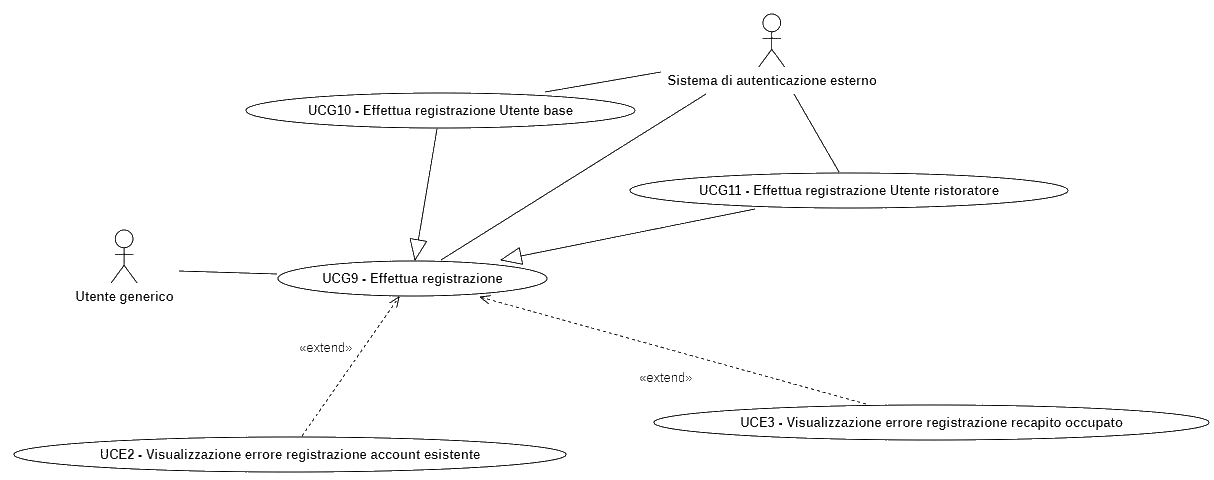 Sistema di autenticazione esterno
UCG10 - Effettua registrazione Utente base
UCG11 - Effettua registrazione Utente ristoratore
UCG9 - Effettua registrazione
Utente generico
«extend»
«extend»
UCE3 - Visualizzazione errore registrazione recapito occupato
UCE2 - Visualizzazione errore registrazione account esistente